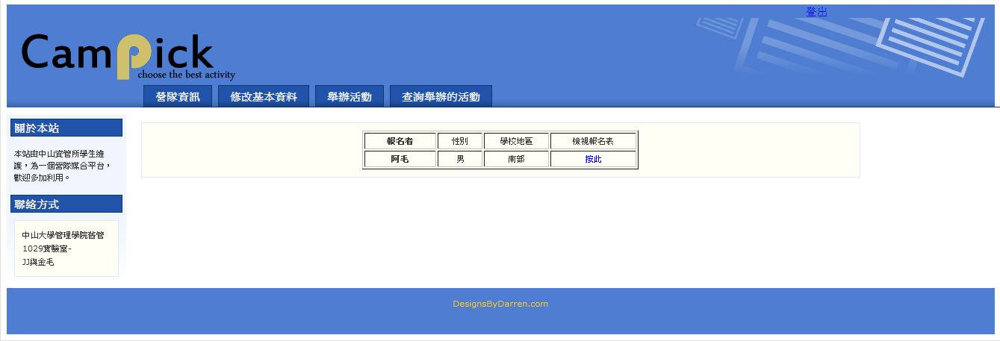 登出
Campick
choose the best activity
營隊資訊 修改基本資料 舉辦活動 查詢舉辦的活動
關於本站
本站由中山資管所學生維
護，為一個營隊媒合平台，
歡迎多加利用。
聯絡方式
中山大學管理學院舊管
1029實驗室-
JJ與金毛
報名者 性別 學校地區 檢視報名表
阿毛 男 南部 按此
DesignsByDarren.com